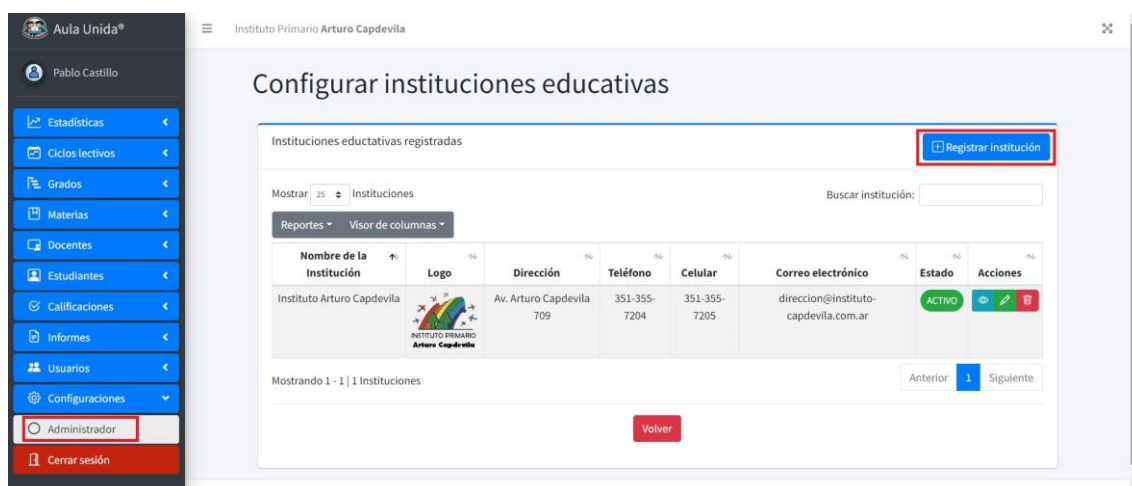 Aula Unida®
Instituto Primario Arturo Capdevila
Pablo Castillo
Estadísticas
Ciclos lectivos
Grados
Materias
Docentes
Estudiantes
Calificaciones
Informes
Usuarios
Configuraciones
Administrador
Cerrar sesión
Configurar instituciones educativas
Instituciones eductativas registradas
Registrar institución
Mostrar 25 Instituciones
Buscar institución:
Reportes Visor de columnas
Nombre de la
Institución Logo Dirección Teléfono Celular Correo electrónico Estado Acciones
Instituto Arturo Capdevila
INSTITUTO PRIMARIO
Arturo Capdevila
Av. Arturo Capdevila
709
351-355-
7204
351-355-
7205
direccion@instituto-
capdevila.com.ar
ACTIVO
Mostrando 1 - 1 | 1 Instituciones
Anterior 1 Siguiente
Volver